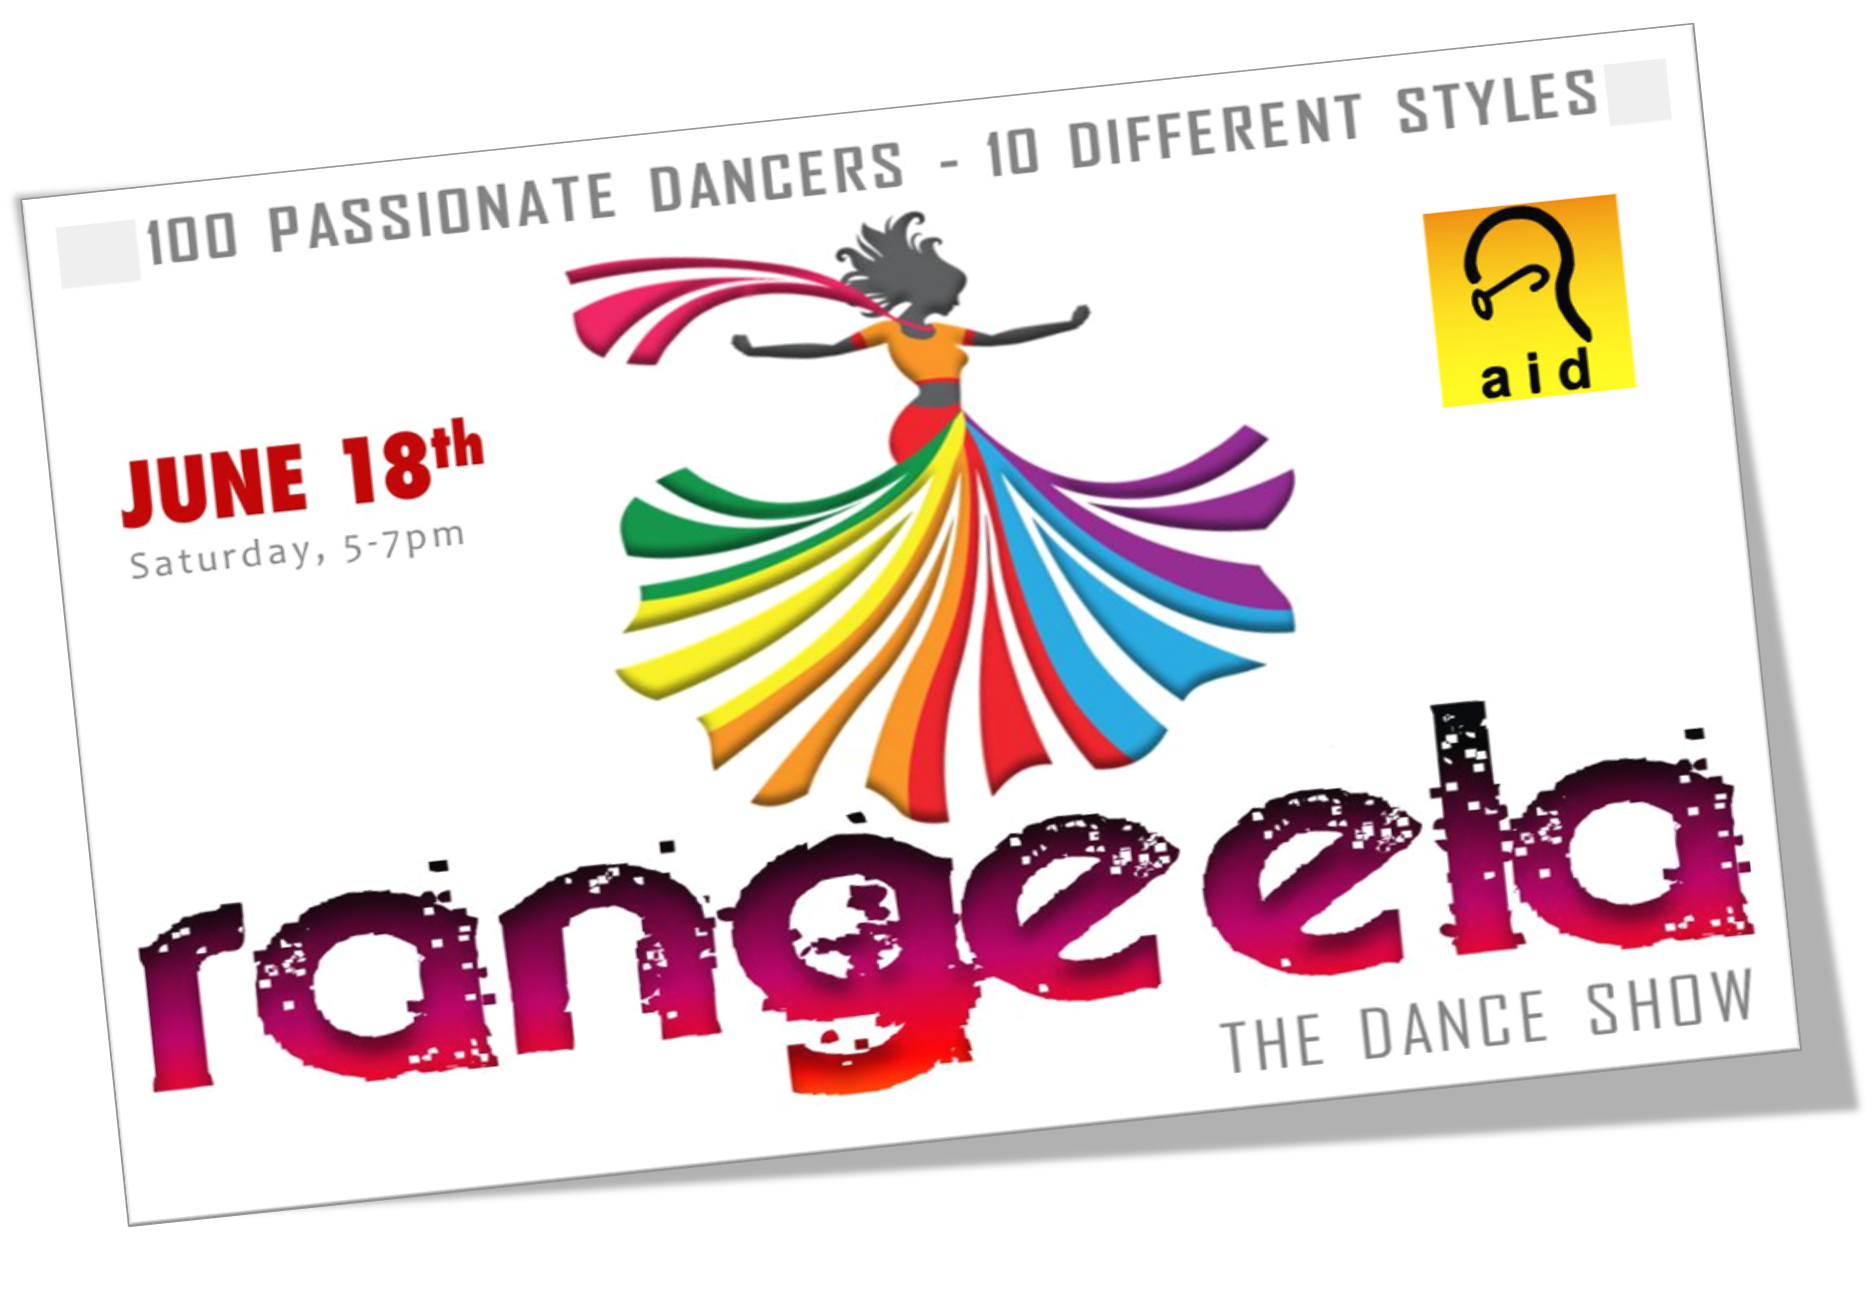 100 PASSIONATE DANCERS - 10 DIFFERENT STYLES
aid
JUNE 18th
Saturday, 5-7pm
rangeela
THE DANCE SHOW